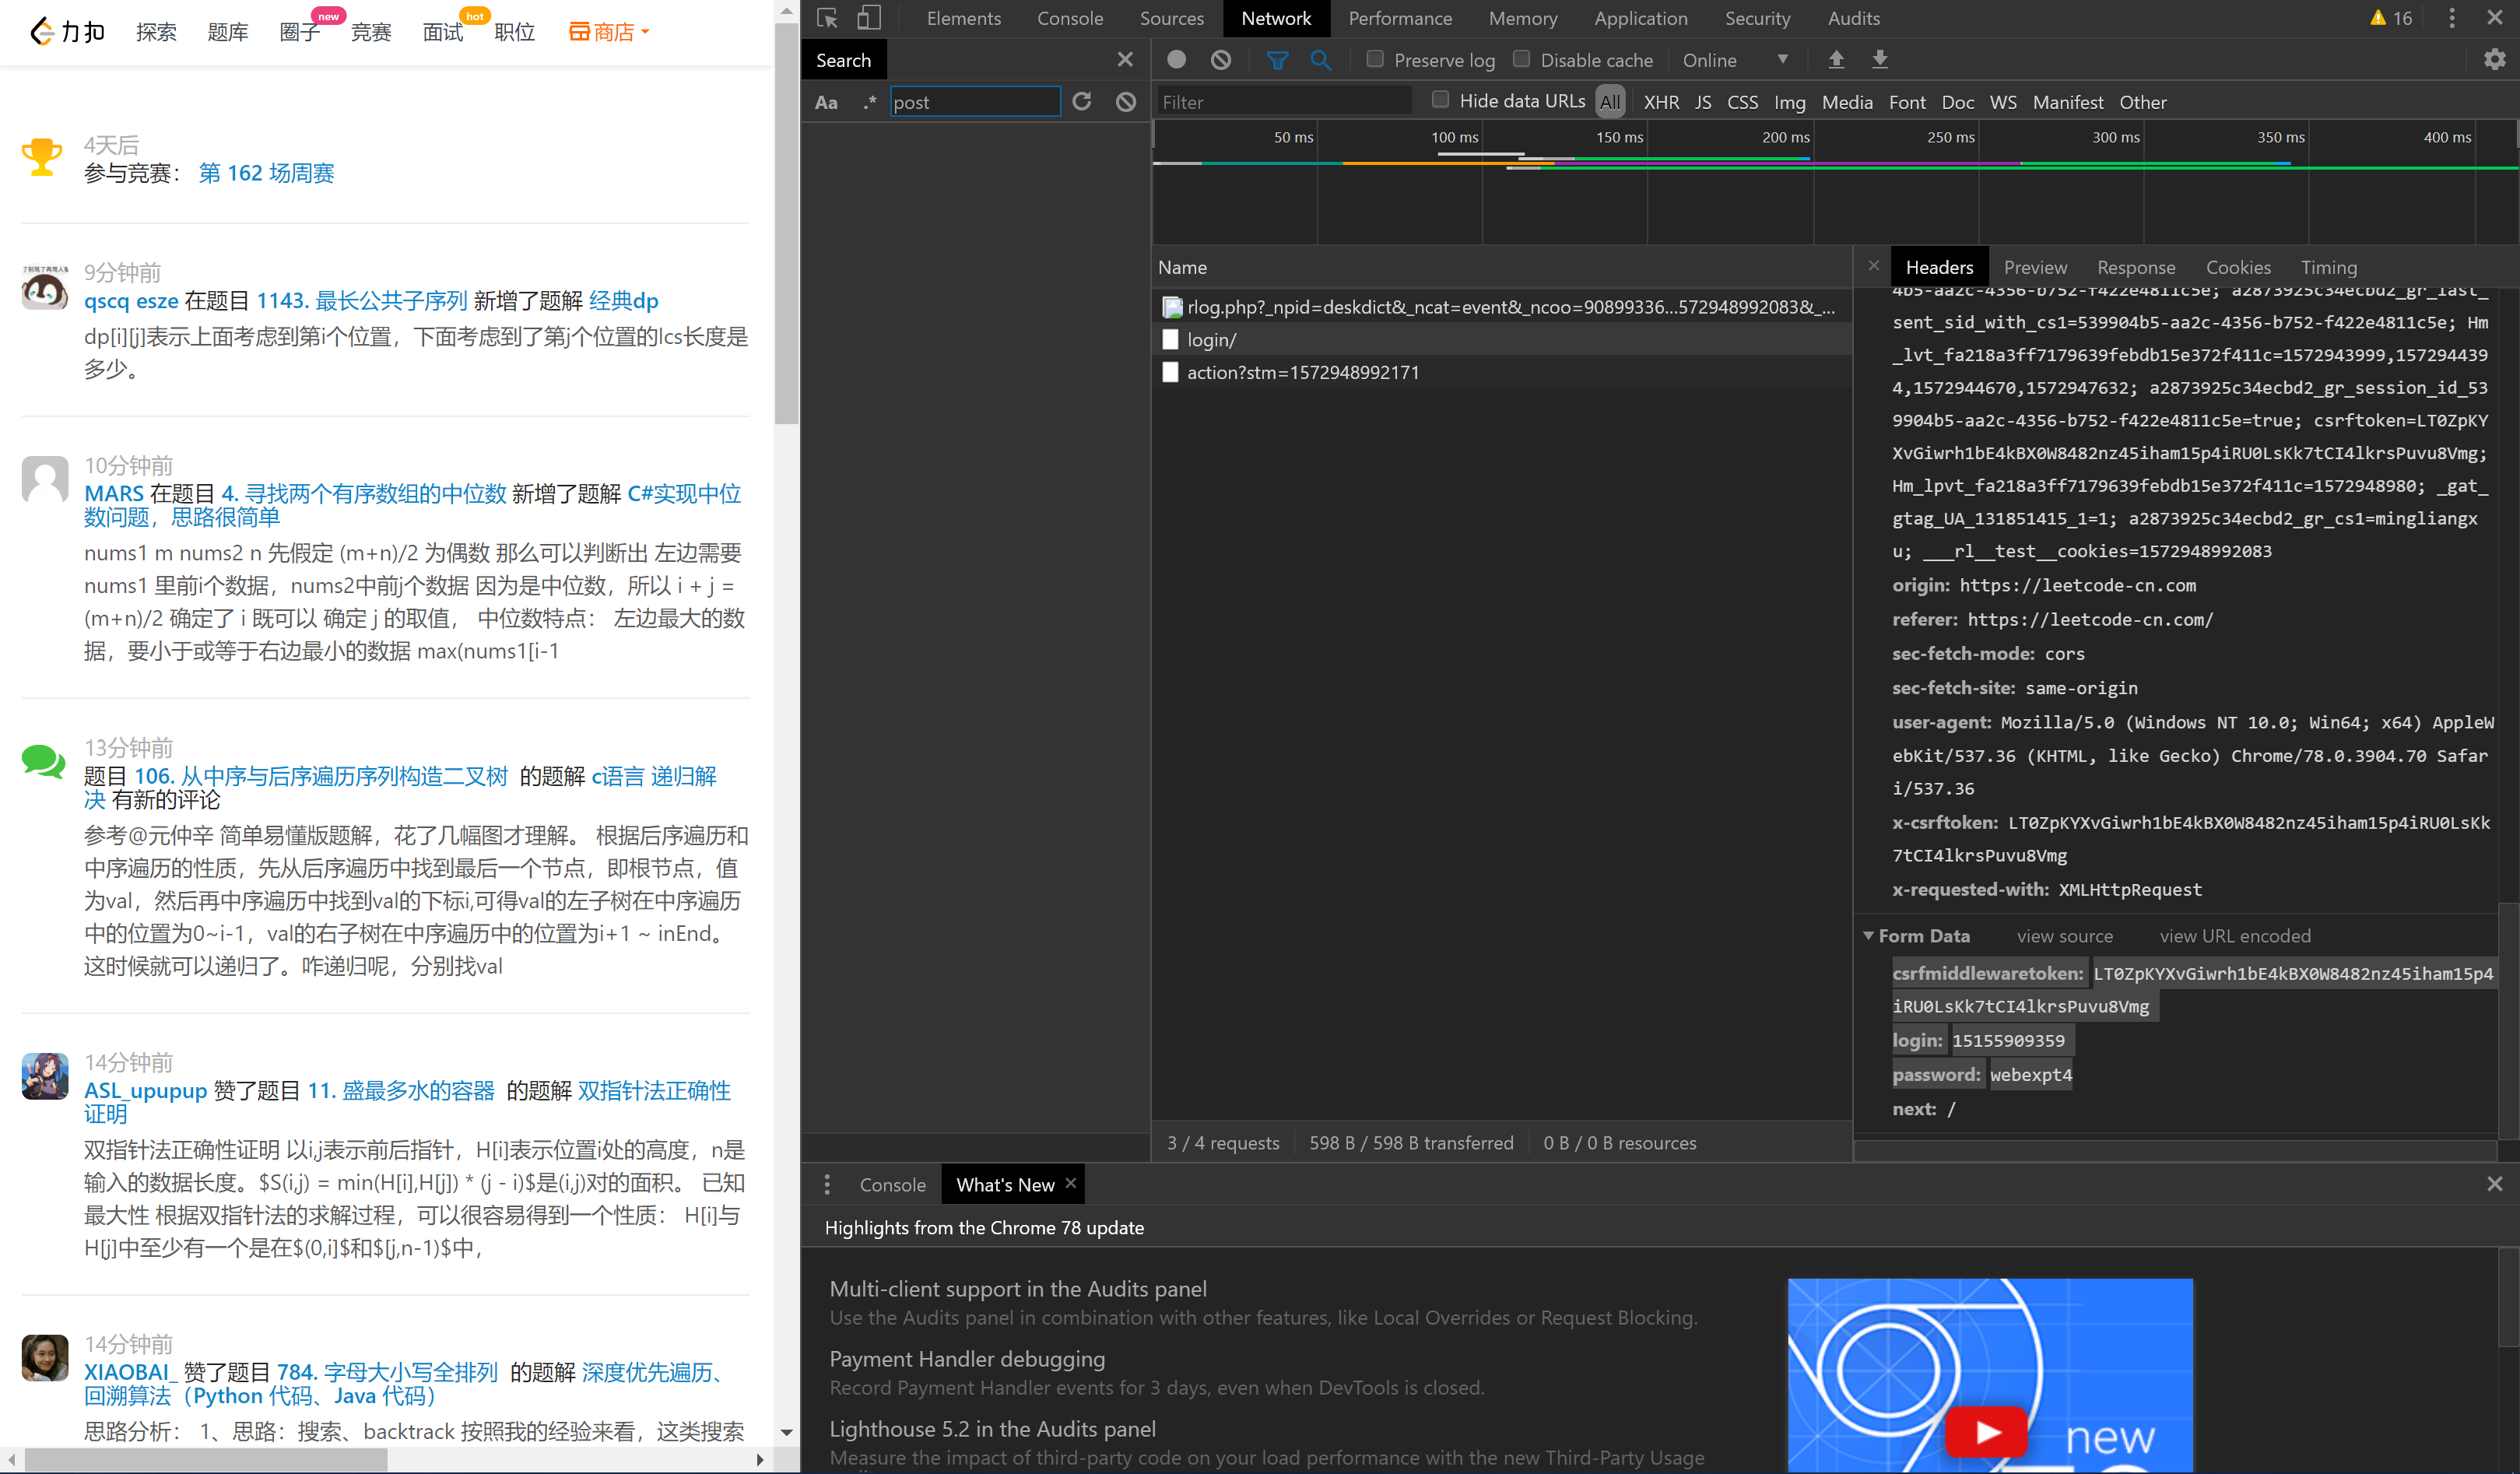 力扣 探索 题库 圈子 new 竞赛 面试 hot 职位 商店
4天后
参与竞赛： 第 162 场周赛
9分钟前
qscq esze 在题目 1143. 最长公共子序列 新增了题解 经典dp
dp[i][j]表示上面考虑到第i个位置，下面考虑到了第j个位置的lcs长度是
多少。
10分钟前
MARS 在题目 4. 寻找两个有序数组的中位数 新增了题解 C#实现中位
数问题，思路很简单
nums1 m nums2 n 先假定 (m+n)/2 为偶数 那么可以判断出 左边需要
nums1 里前i个数据，nums2中前j个数据 因为是中位数，所以 i + j =
(m+n)/2 确定了 i 既可以 确定 j 的取值， 中位数特点： 左边最大的数
据，要小于或等于右边最小的数据 max(nums1[i-1
13分钟前
题目 106. 从中序与后序遍历序列构造二叉树 的题解 c语言 递归解
决 有新的评论
参考@元仲辛 简单易懂版题解，花了几幅图才理解。 根据后序遍历和
中序遍历的性质，先从后序遍历中找到最后一个节点，即根节点，值
为val，然后再中序遍历中找到val的下标i,可得val的左子树在中序遍历
中的位置为0~i-1，val的右子树在中序遍历中的位置为i+1 ~ inEnd。
这时候就可以递归了。咋递归呢，分别找val
14分钟前
ASL_upupup 赞了题目 11. 盛最多水的容器 的题解 双指针法正确性
证明
双指针法正确性证明 以i,j表示前后指针，H[i]表示位置i处的高度，n是
输入的数据长度。$S(i,j) = min(H[i],H[j]) * (j - i)$是(i,j)对的面积。 已知
最大性 根据双指针法的求解过程，可以很容易得到一个性质： H[i]与
H[j]中至少有一个是在$(0,i]$和$[j,n-1)$中，
14分钟前
XIAOBAI_ 赞了题目 784. 字母大小写全排列 的题解 深度优先遍历、
回溯算法（Python 代码、Java 代码）
思路分析： 1、思路：搜索、backtrack 按照我的经验来看，这类搜索
Elements Console Sources Network Performance Memory Application Security Audits 16
Search
Aa .* post
Preserve log Disable cache Online
Filter Hide data URLs All XHR JS CSS Img Media Font Doc WS Manifest Other
50 ms 100 ms 150 ms 200 ms 250 ms 300 ms 350 ms 400 ms
Name
rlog.php?_npid=deskdict&_ncat=event&_ncoo=90899336...572948992083&_...
login/
action?stm=1572948992171
3 / 4 requests 598 B / 598 B transferred 0 B / 0 B resources
Headers Preview Response Cookies Timing
4b5-aa2c-4356-b752-f422e4811c5e; a2873925c34ecbd2_gr_last_
sent_sid_with_cs1=539904b5-aa2c-4356-b752-f422e4811c5e; Hm
_lvt_fa218a3ff7179639febdb15e372f411c=1572943999,157294439
4,1572944670,1572947632; a2873925c34ecbd2_gr_session_id_53
9904b5-aa2c-4356-b752-f422e4811c5e=true; csrftoken=LT0ZpKY
XvGiwrh1bE4kBX0W8482nz45iham15p4iRU0LsKk7tCI4lkrsPuvu8Vmg;
Hm_lpvt_fa218a3ff7179639febdb15e372f411c=1572948980; _gat_
gtag_UA_131851415_1=1; a2873925c34ecbd2_gr_cs1=mingliangx
u; ___rl__test__cookies=1572948992083
origin: https://leetcode-cn.com
referer: https://leetcode-cn.com/
sec-fetch-mode: cors
sec-fetch-site: same-origin
user-agent: Mozilla/5.0 (Windows NT 10.0; Win64; x64) AppleW
ebKit/537.36 (KHTML, like Gecko) Chrome/78.0.3904.70 Safar
i/537.36
x-csrftoken: LT0ZpKYXvGiwrh1bE4kBX0W8482nz45iham15p4iRU0LsKk
7tCI4lkrsPuvu8Vmg
x-requested-with: XMLHttpRequest
Form Data view source view URL encoded
csrfmiddlewaretoken: LT0ZpKYXvGiwrh1bE4kBX0W8482nz45iham15p4
iRU0LsKk7tCI4lkrsPuvu8Vmg
login: 15155909359
password: webexpt4
next: /
Console What's New
Highlights from the Chrome 78 update
Multi-client support in the Audits panel
Use the Audits panel in combination with other features, like Local Overrides or Request Blocking.
Payment Handler debugging
Record Payment Handler events for 3 days, even when DevTools is closed.
Lighthouse 5.2 in the Audits panel
Measure the impact of third-party code on your load performance with the new Third-Party Usage
new